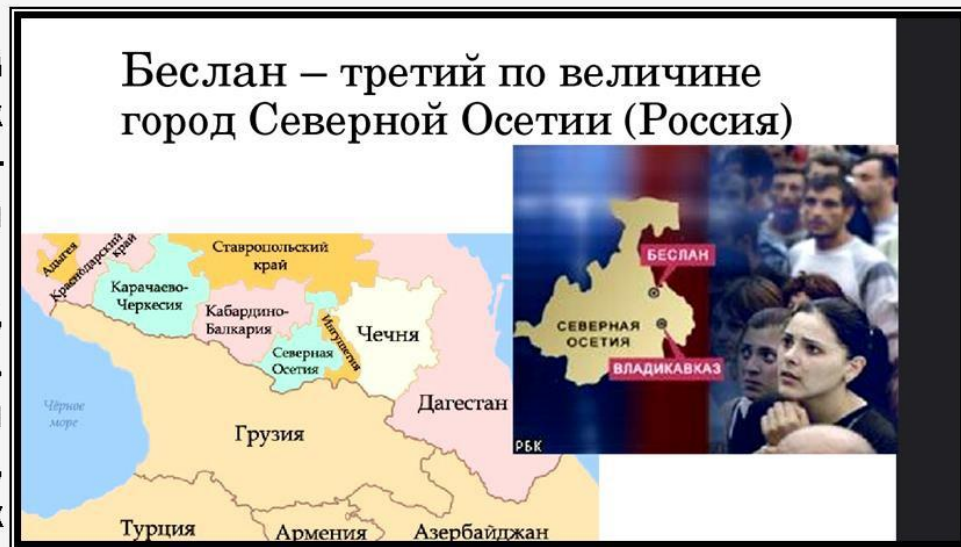 Беслан – третий по величине
город Северной Осетии (Россия)
Адыгея
Краснодарский
край
Ставропольский
край
Карачаево-
Черкесия
Кабардино-
Балкария
Северная
Осетия
Ингушетия
Чечня
Дагестан
Чёрное
море
Грузия
Турция
Армения
Азербайджан
БЕСЛАН
СЕВЕРНАЯ
ОСЕТИЯ
ВЛАДИКАВКАЗ
РБК